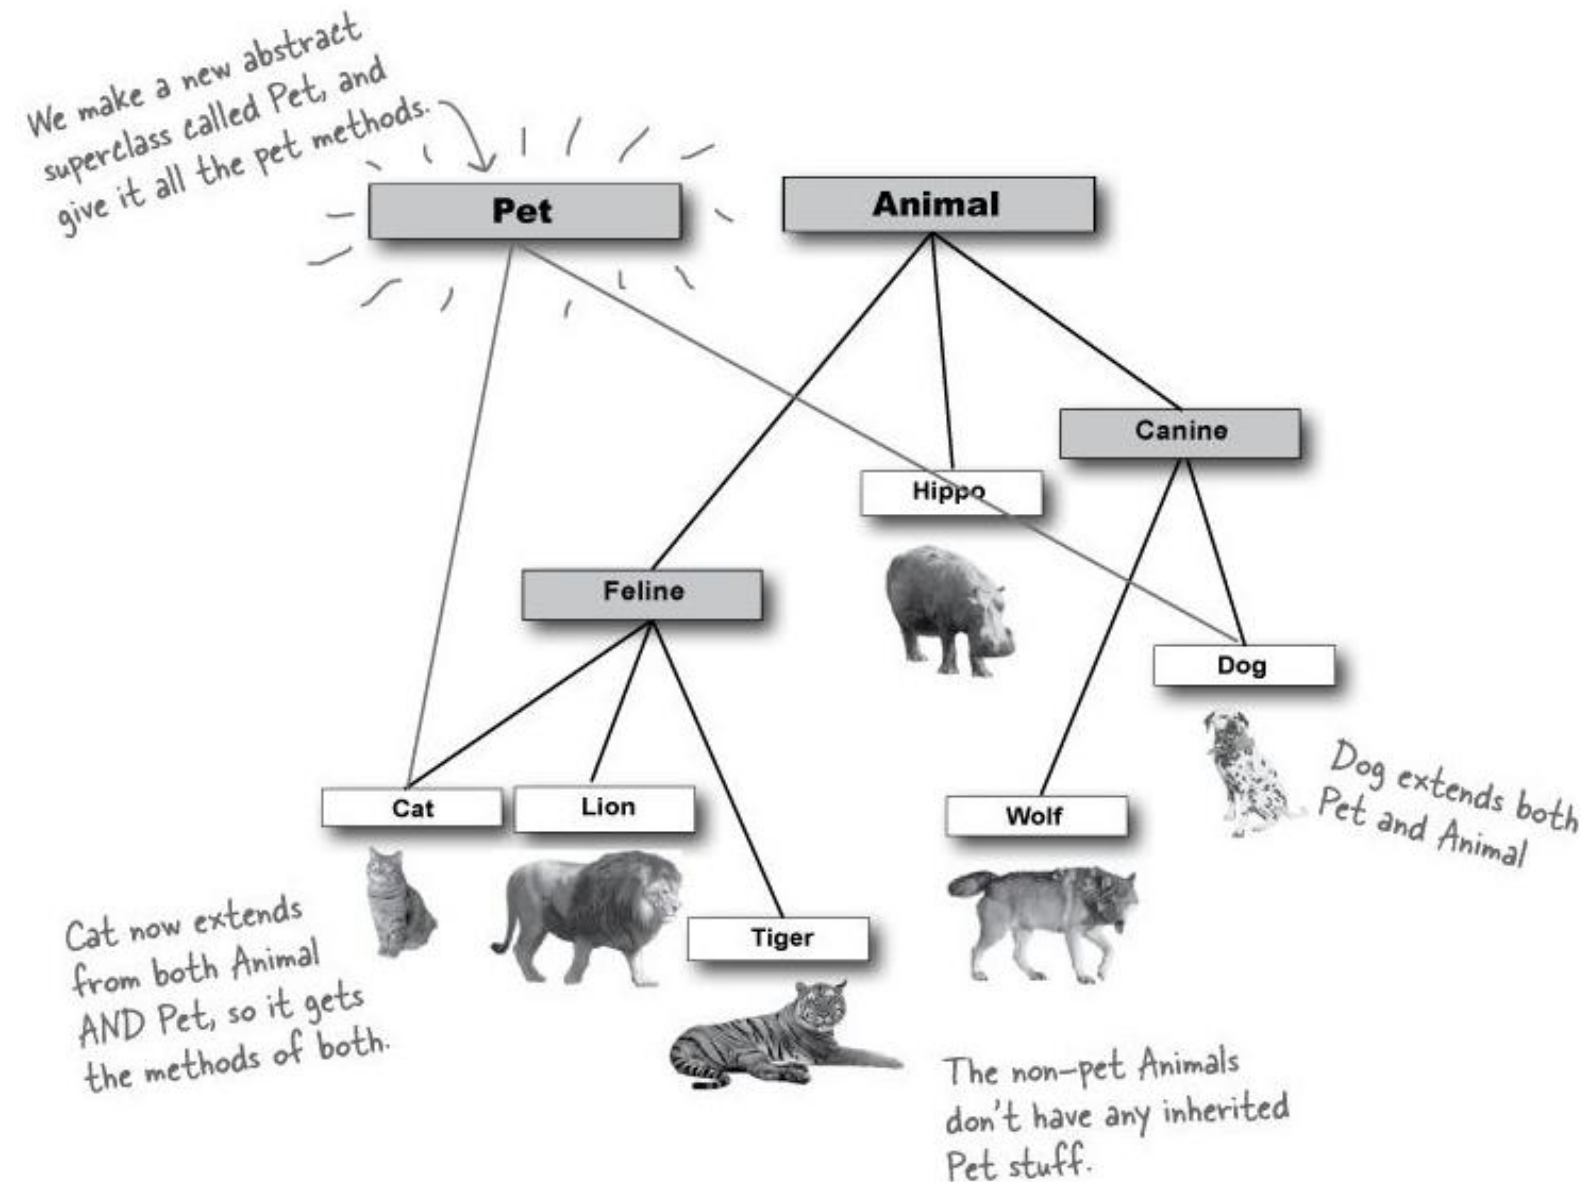 We make a new abstract
superclass called Pet, and
give it all the pet methods.
Pet
Animal
Canine
Hippo
Feline
Dog
Cat
Lion
Wolf
Tiger
Dog extends both
Pet and Animal
Cat now extends
from both Animal
AND Pet, so it gets
the methods of both.
The non-pet Animals
don't have any inherited
Pet stuff.